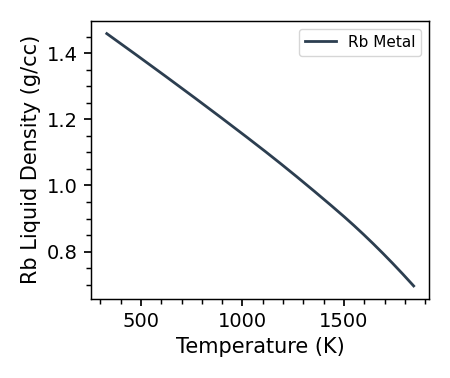 Rb Metal
Rb Liquid Density (g/cc)
1.4
1.2
1.0
0.8
500 1000 1500
Temperature (K)